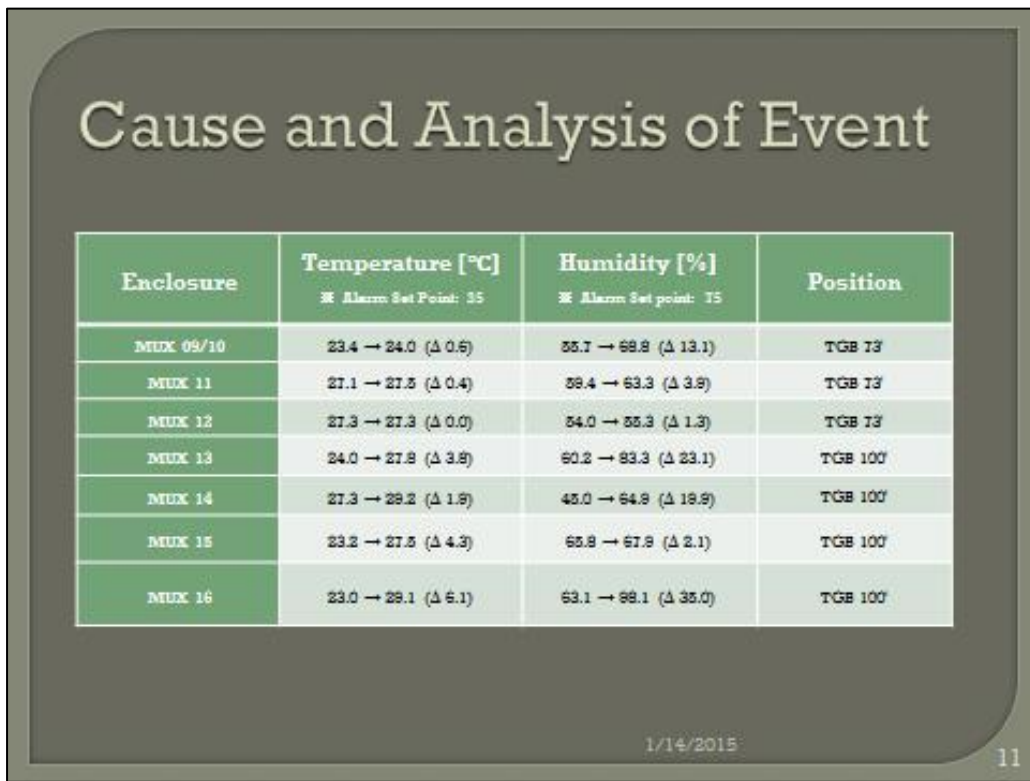 Cause and Analysis of Event
Enclosure Temperature [℃] Humidity [%] Position
※ Alarm Set Point: 35 ※ Alarm Set point: 75
MUX 09/10 23.4 → 24.0 (Δ 0.6) 55.7 → 68.8 (Δ 13.1) TGB 73'
MUX 11 27.1 → 27.5 (Δ 0.4) 59.4 → 63.3 (Δ 3.9) TGB 73'
MUX 12 27.3 → 27.3 (Δ 0.0) 54.0 → 55.3 (Δ 1.3) TGB 73'
MUX 13 24.0 → 27.8 (Δ 3.8) 60.2 → 83.3 (Δ 23.1) TGB 100'
MUX 14 27.3 → 29.2 (Δ 1.9) 45.0 → 64.9 (Δ 19.9) TGB 100'
MUX 15 23.2 → 27.5 (Δ 4.3) 65.8 → 67.9 (Δ 2.1) TGB 100'
MUX 16 23.0 → 29.1 (Δ 6.1) 63.1 → 98.1 (Δ 35.0) TGB 100'
1/14/2015
11